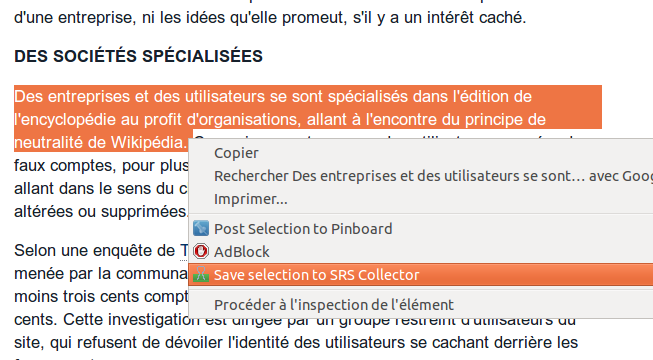 d'une entreprise, ni les idées qu'elle promeut, s'il y a un intérêt caché.
DES SOCIÉTÉS SPÉCIALISÉES
Des entreprises et des utilisateurs se sont spécialisés dans l'édition de
l'encyclopédie au profit d'organisations, allant à l'encontre du principe de
neutralité de Wikipédia.
faux comptes, pour plus
allant dans le sens du c
altérées ou supprimées.
Selon une enquête de T
menée par la communa
moins trois cents compt
cents. Cette investigation est dirigée par un groupe restreint d'utilisateurs du
site, qui refusent de dévoiler l'identité des utilisateurs se cachant derrière les
Copier
Rechercher Des entreprises et des utilisateurs se sont… avec Goog
Imprimer...
Post Selection to Pinboard
AdBlock
Save selection to SRS Collector
Procéder à l'inspection de l'élément